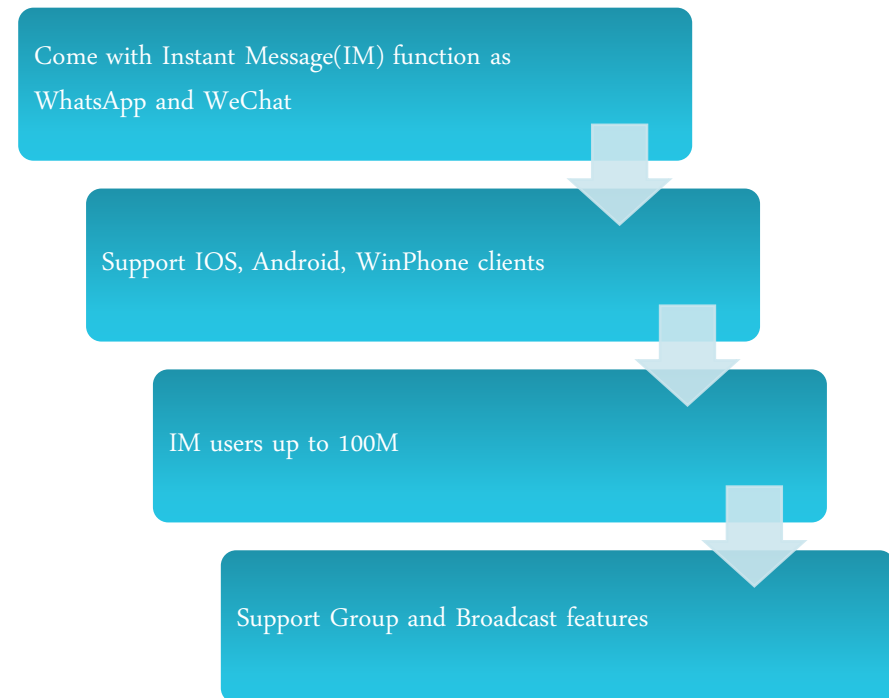 Come with Instant Message(IM) function as
WhatsApp and WeChat
Support IOS, Android, WinPhone clients
IM users up to 100M
Support Group and Broadcast features